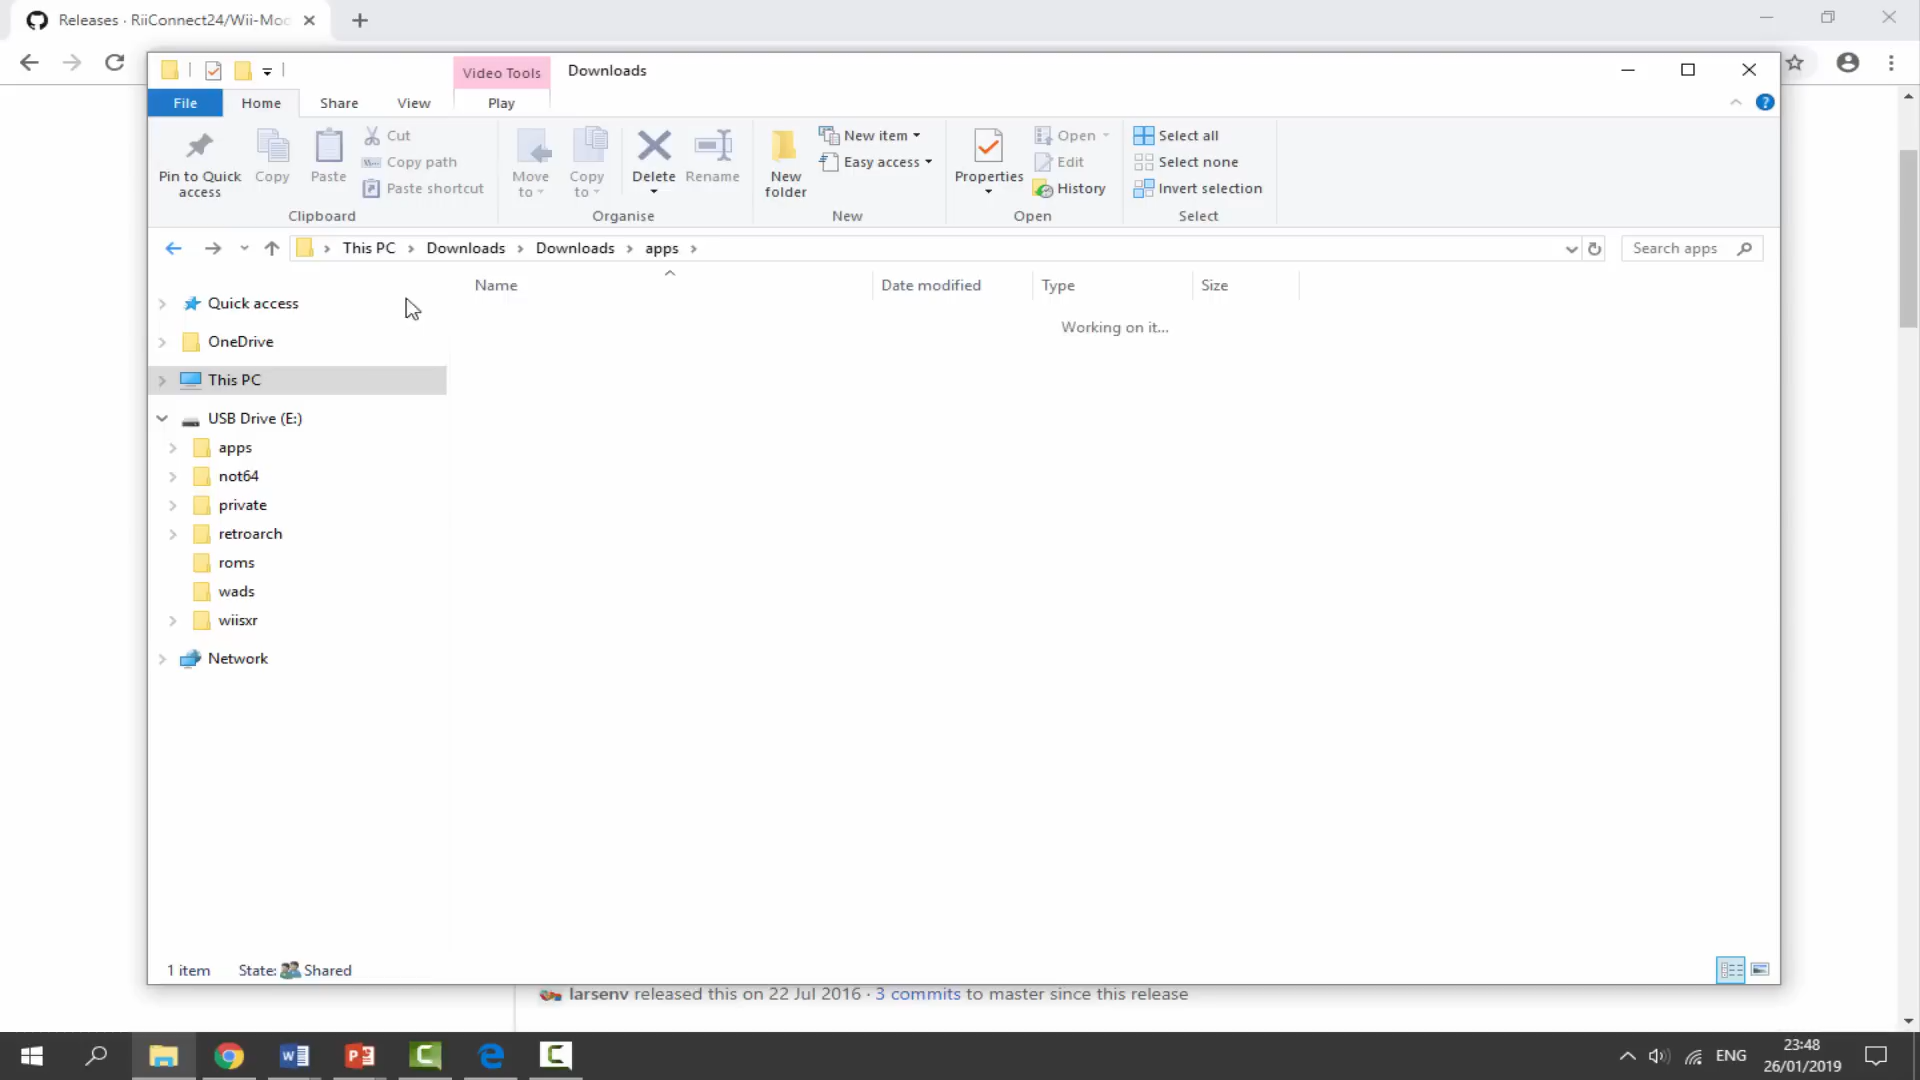 Releases · RiiConnect24/Wii-Mod
Video Tools
Downloads
File
Home
Share
View
Play
Pin to Quick access
Copy
Paste
Cut
Copy path
Paste shortcut
Clipboard
Move to
Copy to
Delete
Rename
Organise
New folder
New item
Easy access
New
Properties
Open
Edit
History
Open
Select all
Select none
Invert selection
Select
This PC > Downloads > Downloads > apps >
Search apps
Name
Date modified
Type
Size
Working on it...
Quick access
OneDrive
This PC
USB Drive (E:)
apps
not64
private
retroarch
roms
wads
wiisxr
Network
1 item
State: Shared
larsenv released this on 22 Jul 2016 · 3 commits to master since this release
ENG
23:48
26/01/2019